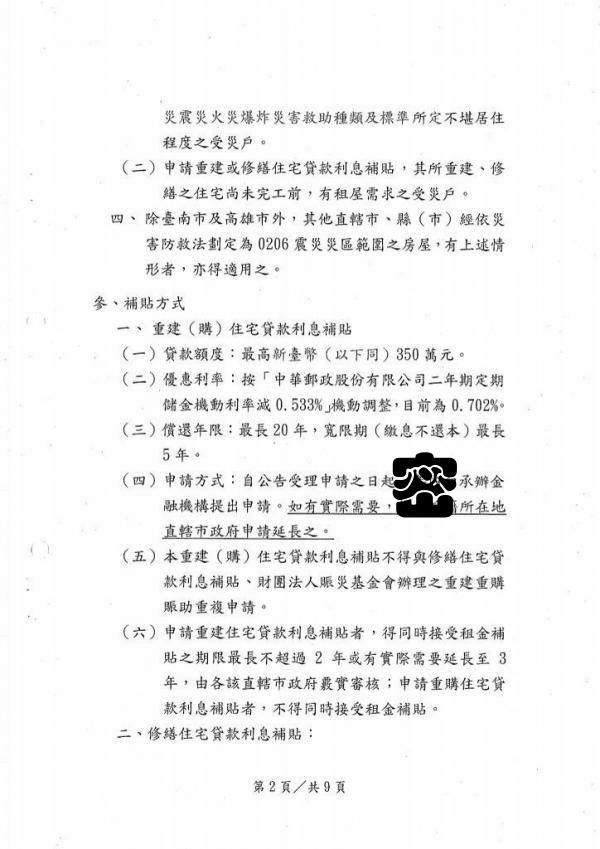 災震災火災爆炸災害救助種類及標準所定不堪居住
程度之受災戶。
（二）申請重建或修繕住宅貸款利息補貼，其所重建、修
繕之住宅尚未完工前，有租屋需求之受災戶。
四、除臺南市及高雄市外，其他直轄市、縣（市）經依災
害防救法劃定為 0206 震災災區範圍之房屋，有上述情
形者，亦得適用之。
參、補貼方式
一、重建（購）住宅貸款利息補貼
（一）貸款額度：最高新臺幣（以下同）350 萬元。
（二）優惠利率：按「中華郵政股份有限公司二年期定期
儲金機動利率減 0.533%」機動調整，目前為 0.702%。
（三）償還年限：最長 20 年，寬限期（繳息不還本）最長
5 年。
（四）申請方式：自公告受理申請之日起 承辦金
融機構提出申請。如有實際需要， 所在地
直轄市政府申請延長之。
（五）本重建（購）住宅貸款利息補貼不得與修繕住宅貸
款利息補貼、財團法人賑災基金會辦理之重建重購
賑助重複申請。
（六）申請重建住宅貸款利息補貼者，得同時接受租金補
貼之期限最長不超過 2 年或有實際需要延長至 3
年，由各該直轄市政府覈實審核；申請重購住宅貸
款利息補貼者，不得同時接受租金補貼。
二、修繕住宅貸款利息補貼：
第 2 頁／共 9 頁